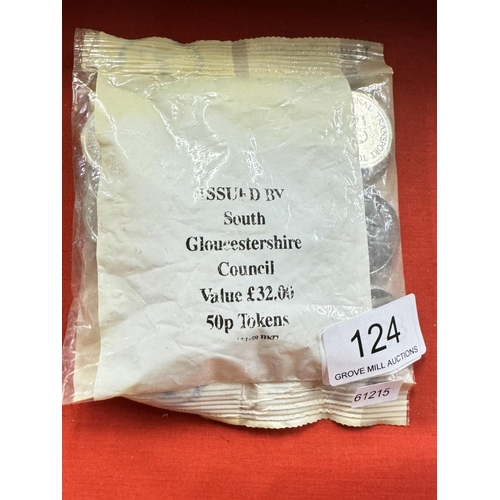 ISSUED BY
South
Gloucestershire
Council
Value £32.00
50p Tokens
124
GROVE MILL AUCTIONS
61215